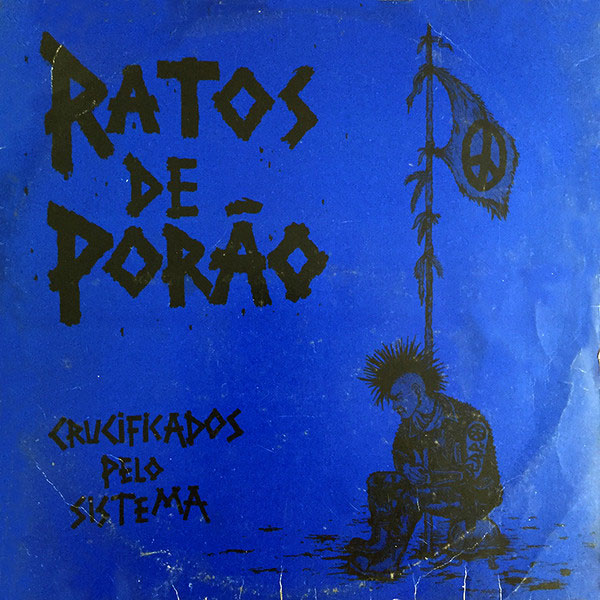 RATOS
DE
PORÃO
CRUCIFICADOS
PELO
SISTEMA